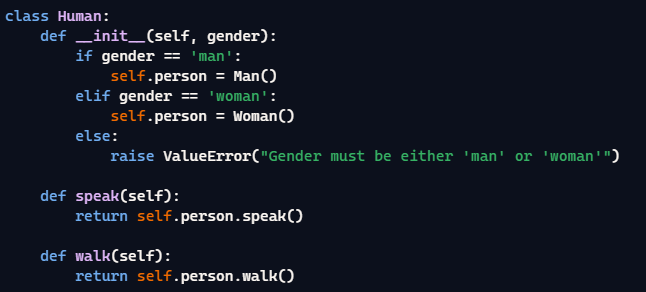 class Human:
    def __init__(self, gender):
        if gender == 'man':
            self.person = Man()
        elif gender == 'woman':
            self.person = Woman()
        else:
            raise ValueError("Gender must be either 'man' or 'woman'")

    def speak(self):
        return self.person.speak()

    def walk(self):
        return self.person.walk()